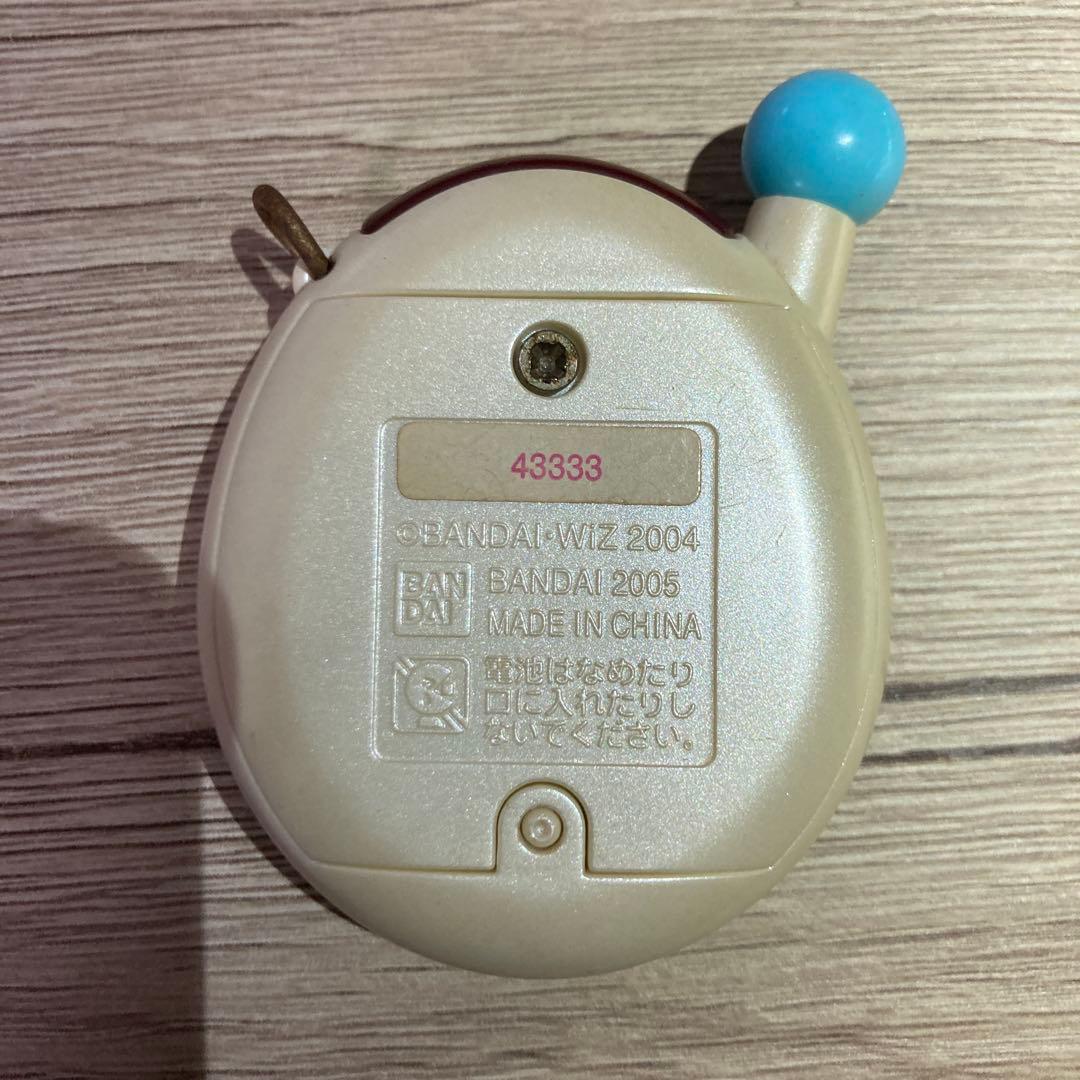 43333
©BANDAI・WiZ 2004
BAN
DAI
BANDAI 2005
MADE IN CHINA
電池はなめたり
口に入れたりし
ないでください。